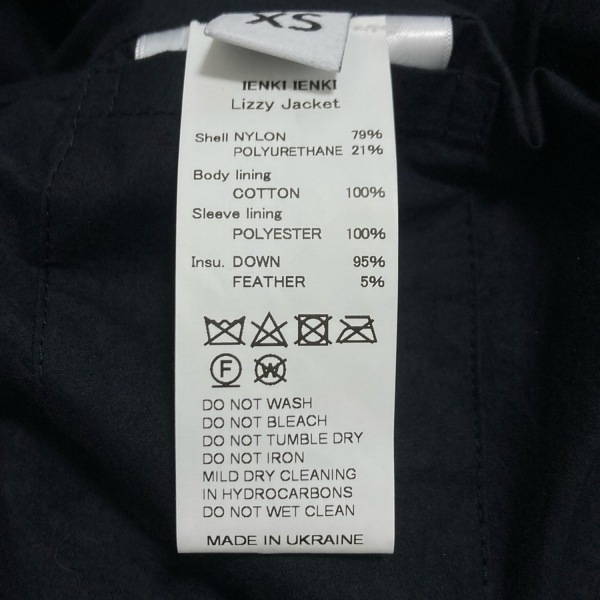 XS
IENKI IENKI
Lizzy Jacket
Shell NYLON 79%
POLYURETHANE 21%
Body lining
COTTON 100%
Sleeve lining
POLYESTER 100%
Insu. DOWN 95%
FEATHER 5%
F W
DO NOT WASH
DO NOT BLEACH
DO NOT TUMBLE DRY
DO NOT IRON
MILD DRY CLEANING
IN HYDROCARBONS
DO NOT WET CLEAN
MADE IN UKRAINE